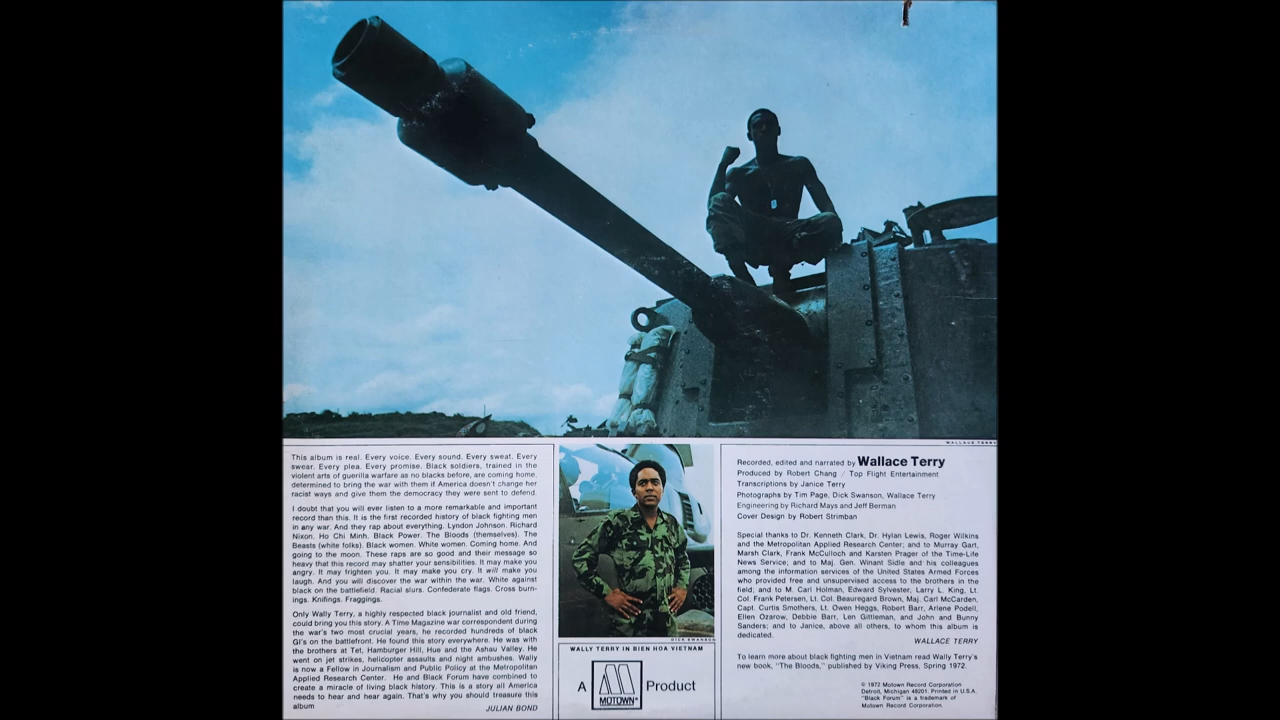 WALLACE TERRY
This album is real. Every voice. Every sound. Every sweat. Every
swear. Every plea. Every promise. Black soldiers, trained in the
violent arts of guerilla warfare as no blacks before, are coming home,
determined to bring the war with them if America doesn't change her
racist ways and give them the democracy they were sent to defend.
I doubt that you will ever listen to a more remarkable and important
record than this. It is the first recorded history of black fighting men
in any war. And they rap about everything. Lyndon Johnson. Richard
Nixon. Ho Chi Minh. Black Power. The Bloods (themselves). The
Beasts (white folks). Black women. White women. Coming home. And
going to the moon. These raps are so good and their message so
heavy that this record may shatter your sensibilities. It may make you
angry. It may frighten you. It may make you cry. It will make you
laugh. And you will discover the war within the war. White against
black on the battlefield. Racial slurs. Confederate flags. Cross burn-
ings. Knifings. Fraggings.
Only Wally Terry, a highly respected black journalist and old friend,
could bring you this story. A Time Magazine war correspondent during
the war's two most crucial years, he recorded hundreds of black
GI's on the battlefront. He found this story everywhere. He was with
the brothers at Tet, Hamburger Hill, Hue and the Ashau Valley. He
went on jet strikes, helicopter assaults and night ambushes. Wally
is now a Fellow in Journalism and Public Policy at the Metropolitan
Applied Research Center. He and Black Forum have combined to
create a miracle of living black history. This is a story all America
needs to hear and hear again. That's why you should treasure this
album
JULIAN BOND
DICK SWANSON
WALLY TERRY IN BIEN HOA VIETNAM
A MOTOWN Product
Recorded, edited and narrated by Wallace Terry
Produced by Robert Chang / Top Flight Entertainment
Transcriptions by Janice Terry
Photographs by Tim Page, Dick Swanson, Wallace Terry
Engineering by Richard Mays and Jeff Berman
Cover Design by Robert Strimban
Special thanks to Dr. Kenneth Clark, Dr. Hylan Lewis, Roger Wilkins
and the Metropolitan Applied Research Center; and to Murray Gart,
Marsh Clark, Frank McCulloch and Karsten Prager of the Time-Life
News Service; and to Maj. Gen. Winant Sidle and his colleagues
among the information services of the United States Armed Forces
who provided free and unsupervised access to the brothers in the
field; and to M. Carl Holman, Edward Sylvester, Larry L. King, Lt.
Col. Frank Petersen, Lt. Col. Beauregard Brown, Maj. Carl McCarden,
Capt. Curtis Smothers, Lt. Owen Heggs, Robert Barr, Arlene Podell,
Ellen Ozarow, Debbie Barr, Len Gittleman, and John and Bunny
Sanders; and to Janice, above all others, to whom this album is
dedicated.
WALLACE TERRY
To learn more about black fighting men in Vietnam read Wally Terry's
new book, "The Bloods," published by Viking Press, Spring 1972.
© 1972 Motown Record Corporation
Detroit, Michigan 48201. Printed in U.S.A.
"Black Forum" is a trademark of
Motown Record Corporation.